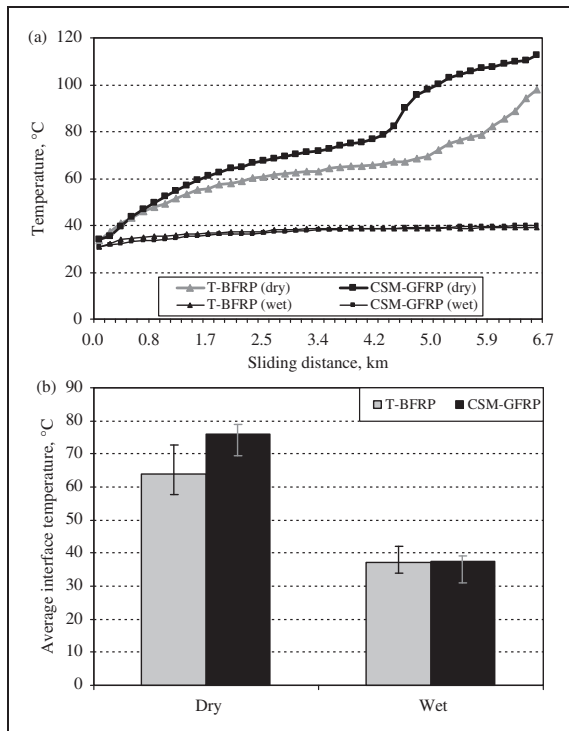 (a)
120
100
80
60
40
20
0
Temperature, °C
T-BFRP (dry) CSM-GFRP (dry)
T-BFRP (wet) CSM-GFRP (wet)
0.0 0.8 1.7 2.5 3.4 4.2 5.0 5.9 6.7
Sliding distance, km
(b)
90
80
70
60
50
40
30
20
10
0
Average interface temperature, °C
T-BFRP CSM-GFRP
Dry Wet